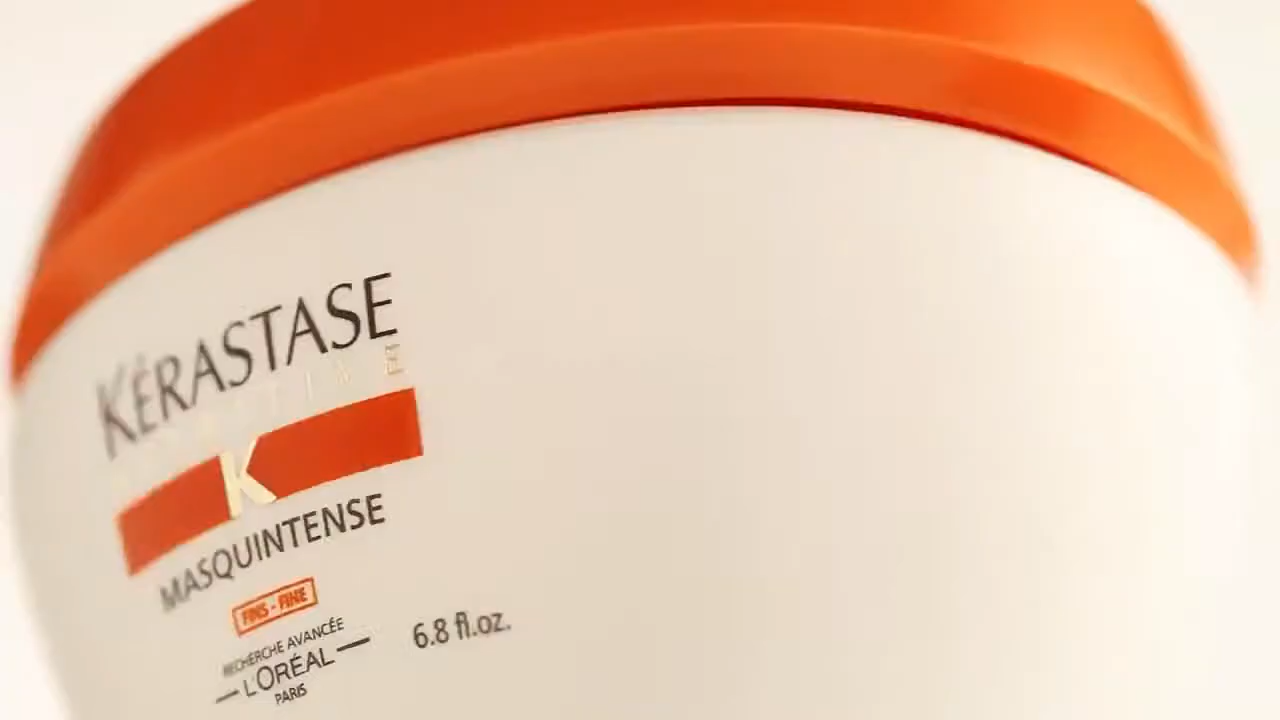 KÉRASTASE
K
MASQUINTENSE
FINS - FINE
RECHERCHE AVANCÉE
L'ORÉAL
PARIS
6.8 fl.oz.